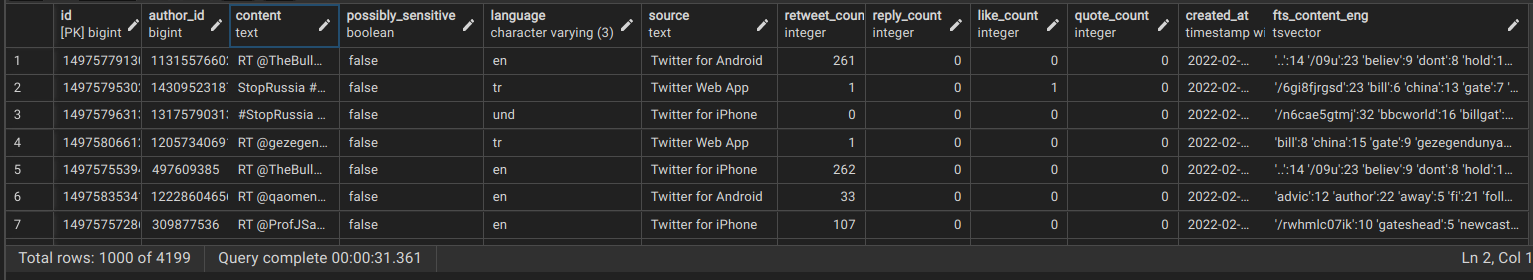 id author_id content possibly_sensitive language source retweet_coun reply_count like_count quote_count created_at fts_content_eng
[PK] bigint bigint text boolean character varying (3) text integer integer integer integer timestamp wi tsvector
1 1497577913 1131557660 RT @TheBull... false en Twitter for Android 261 0 0 0 2022-02-... '..':14 '/09u':23 'believ':9 'dont':8 'hold':1...
2 1497579530 1430952318 StopRussia #... false tr Twitter Web App 1 0 1 0 2022-02-... '/6gi8fjrgsd':23 'bill':6 'china':13 'gate':7 '...
3 1497579631 1317579031 #StopRussia ... false und Twitter for iPhone 0 0 0 0 2022-02-... '/n6cae5gtmj':32 'bbcworld':16 'billgat':...
4 1497580661 1205734069 RT @gezegen... false tr Twitter Web App 1 0 0 0 2022-02-... 'bill':8 'china':15 'gate':9 'gezegendunya...
5 1497575539 497609385 RT @TheBull... false en Twitter for iPhone 262 0 0 0 2022-02-... '..':14 '/09u':23 'believ':9 'dont':8 'hold':1...
6 1497583534 1222860465 RT @qaomen... false en Twitter for Android 33 0 0 0 2022-02-... 'advic':12 'author':22 'away':5 'fi':21 'foll...
7 1497575728 309877536 RT @ProfJSa... false en Twitter for iPhone 107 0 0 0 2022-02-... '/rwhmlc07ik':10 'gateshead':5 'newcast...
Total rows: 1000 of 4199 Query complete 00:00:31.361 Ln 2, Col 1